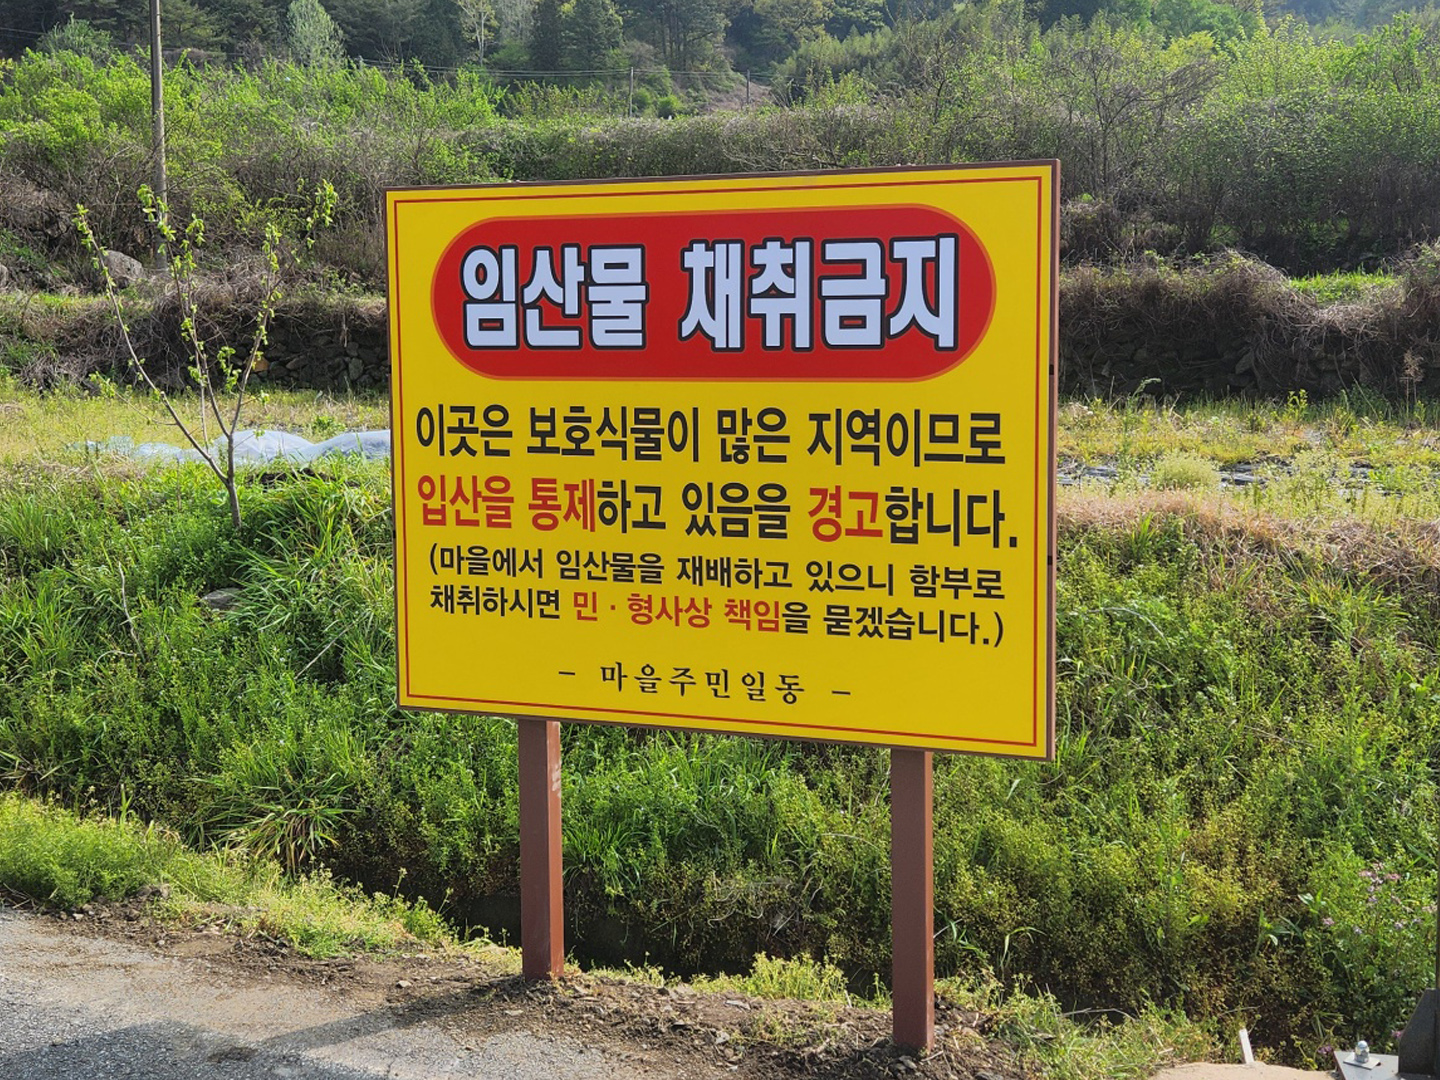 임산물 채취금지
이곳은 보호식물이 많은 지역이므로
입산을 통제하고 있음을 경고합니다.
(마을에서 임산물을 재배하고 있으니 함부로
채취하시면 민·형사상 책임을 묻겠습니다.)
- 마을주민일동 -